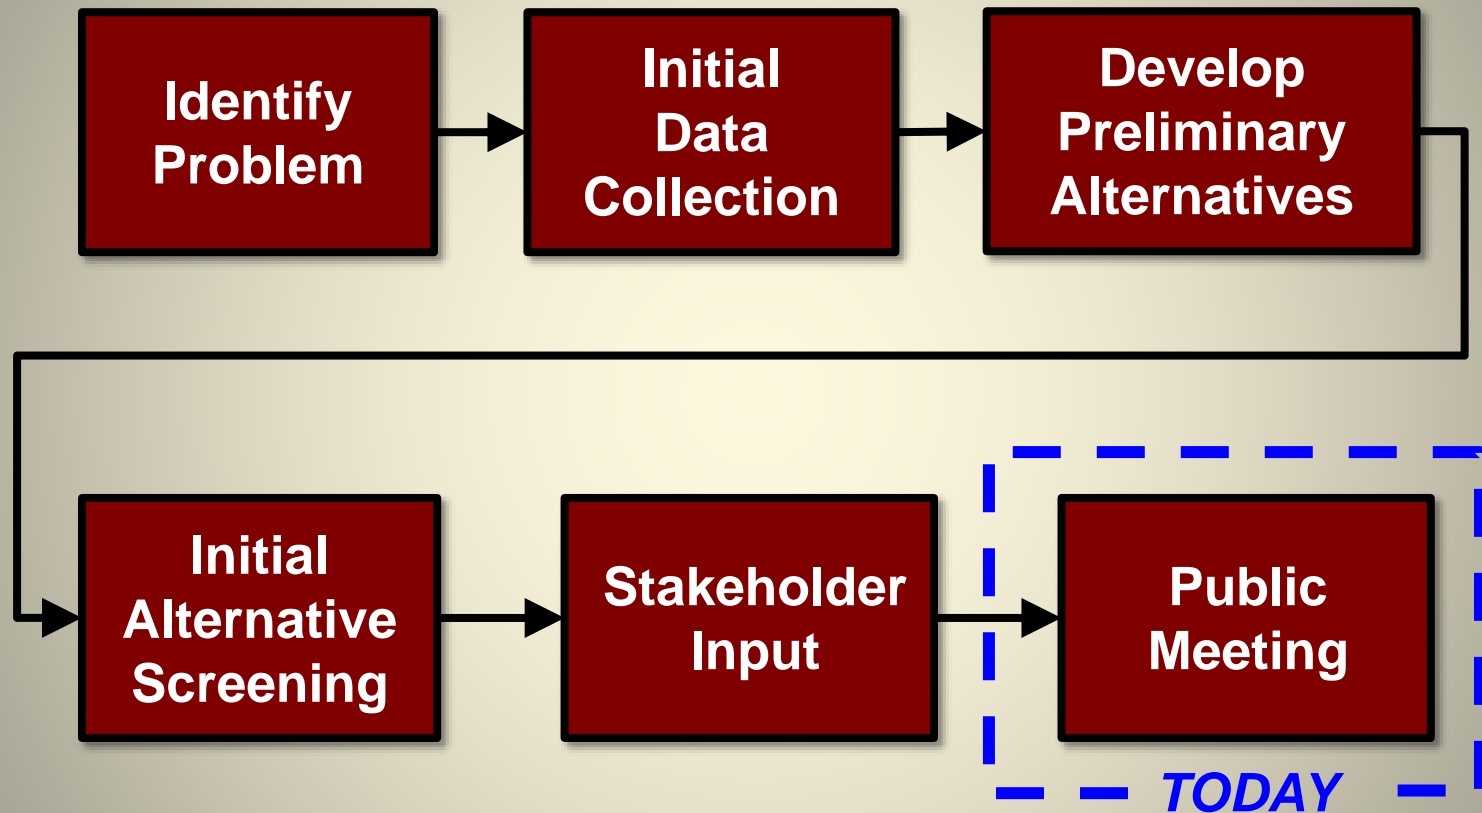 Identify
Problem
Initial
Data
Collection
Develop
Preliminary
Alternatives
Initial
Alternative
Screening
Stakeholder
Input
Public
Meeting
TODAY